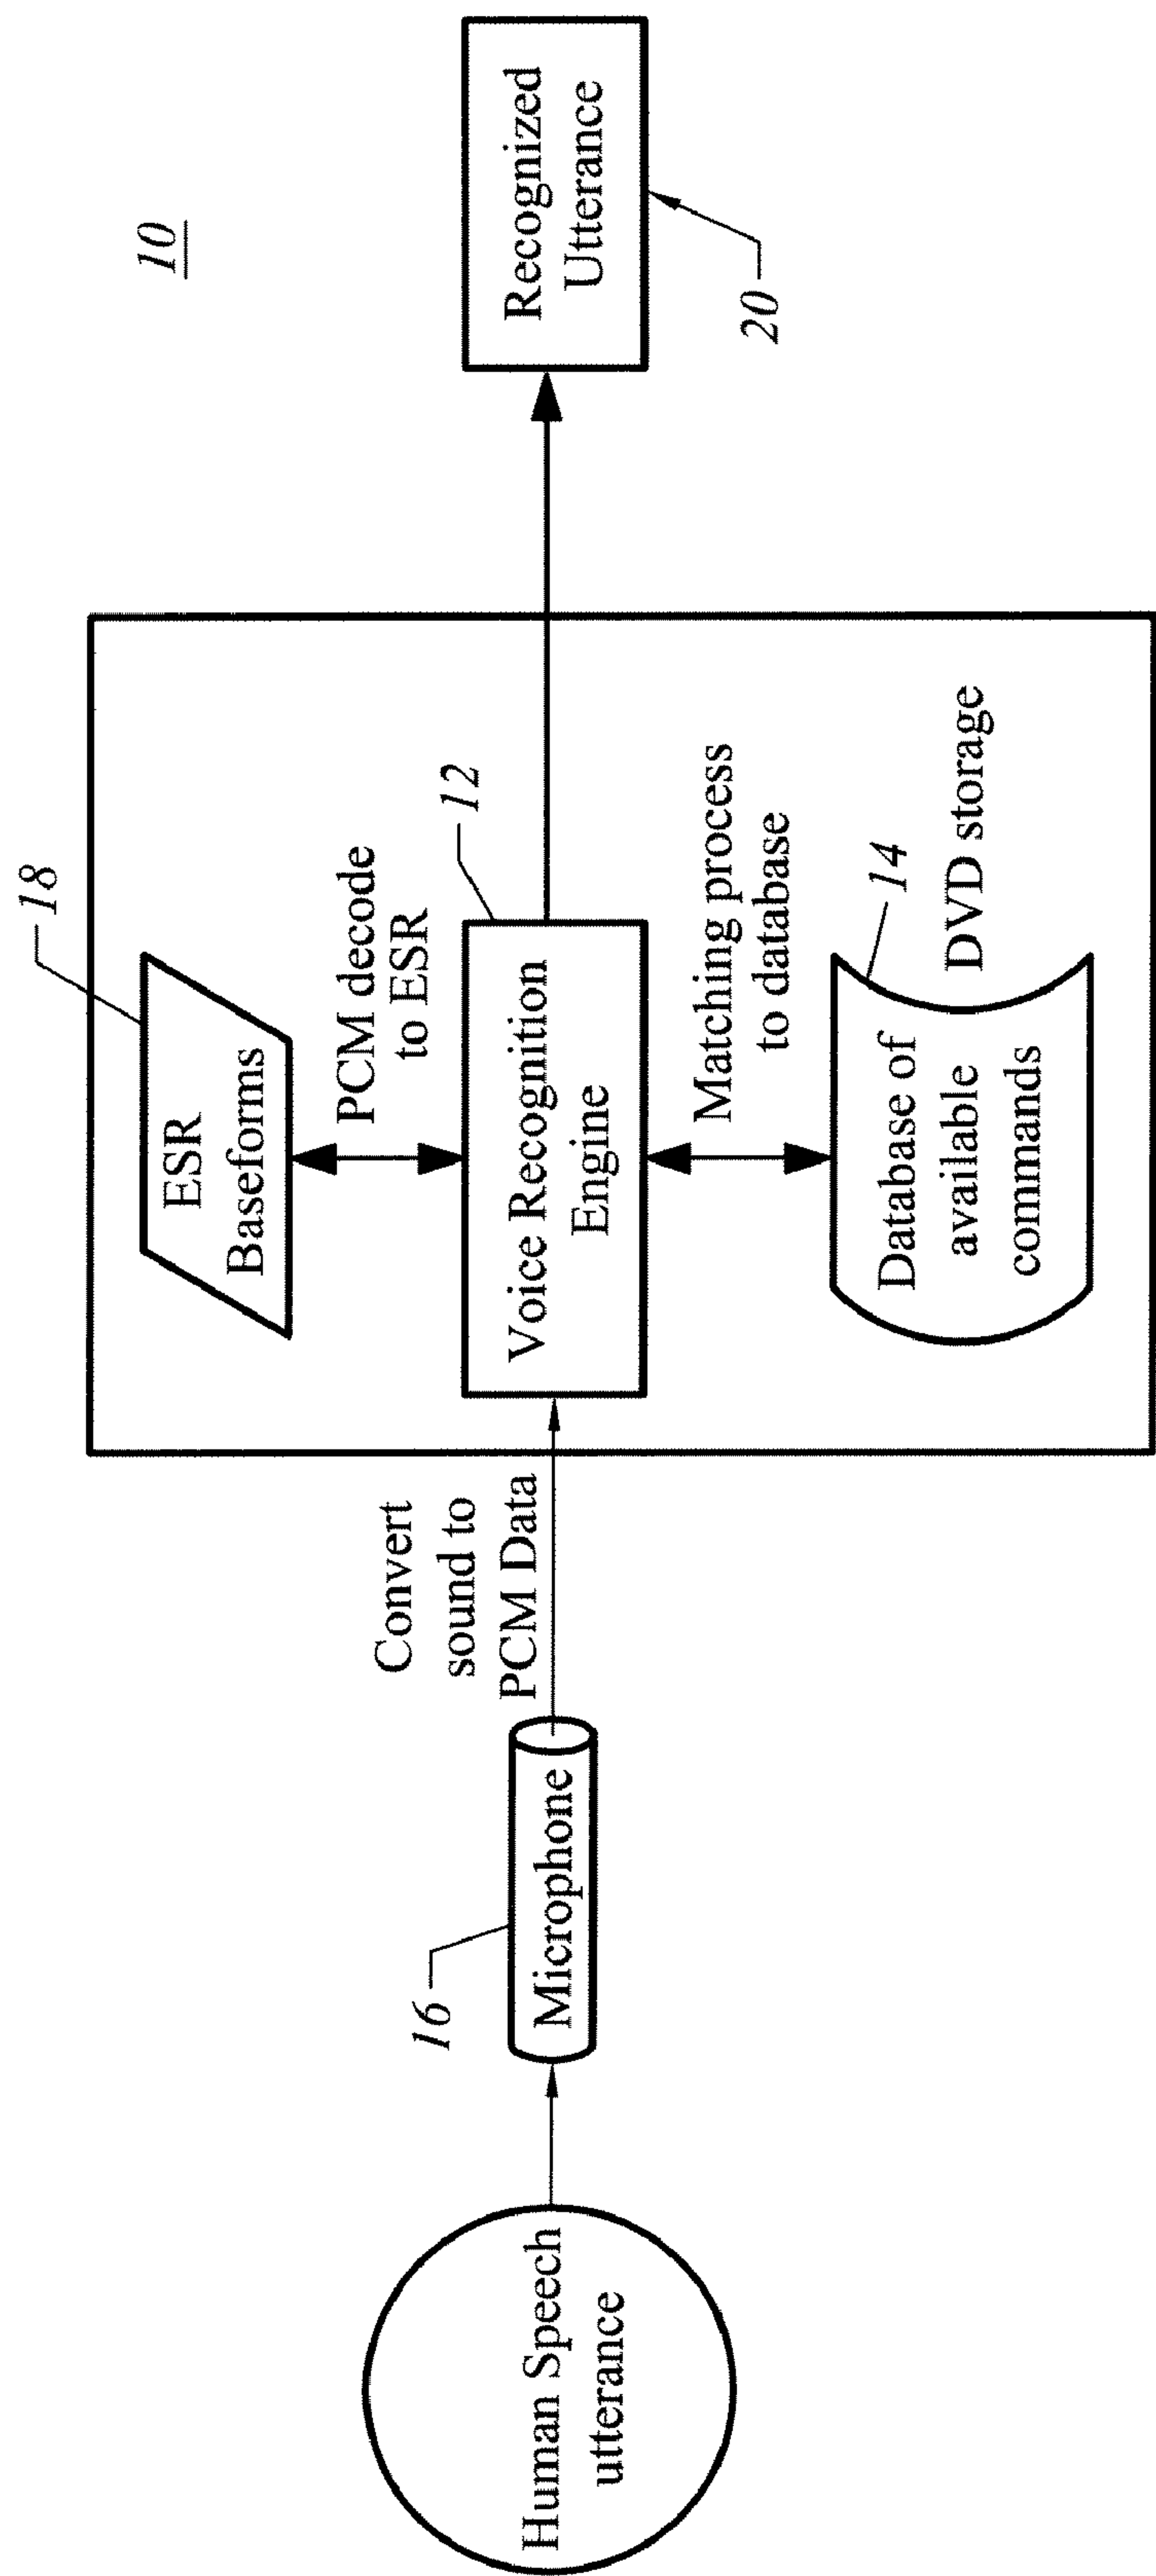 10
Human Speech
utterance
16
Microphone
Convert
sound to
PCM Data
18
ESR
Baseforms
PCM decode
to ESR
12
Voice Recognition
Engine
Matching process
to database
14
Database of
available
commands
DVD storage
Recognized
Utterance
20